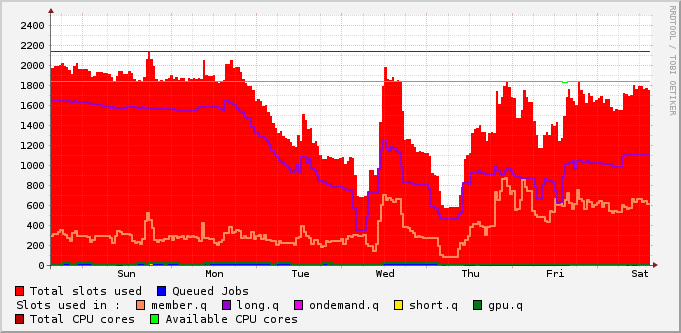 RRDTOOL / TOBI OETIKER
2400
2200
2000
1800
1600
1400
1200
1000
800
600
400
200
0
Sun Mon Tue Wed Thu Fri Sat
Total slots used Queued Jobs
Slots used in : member.q long.q ondemand.q short.q gpu.q
Total CPU cores Available CPU cores